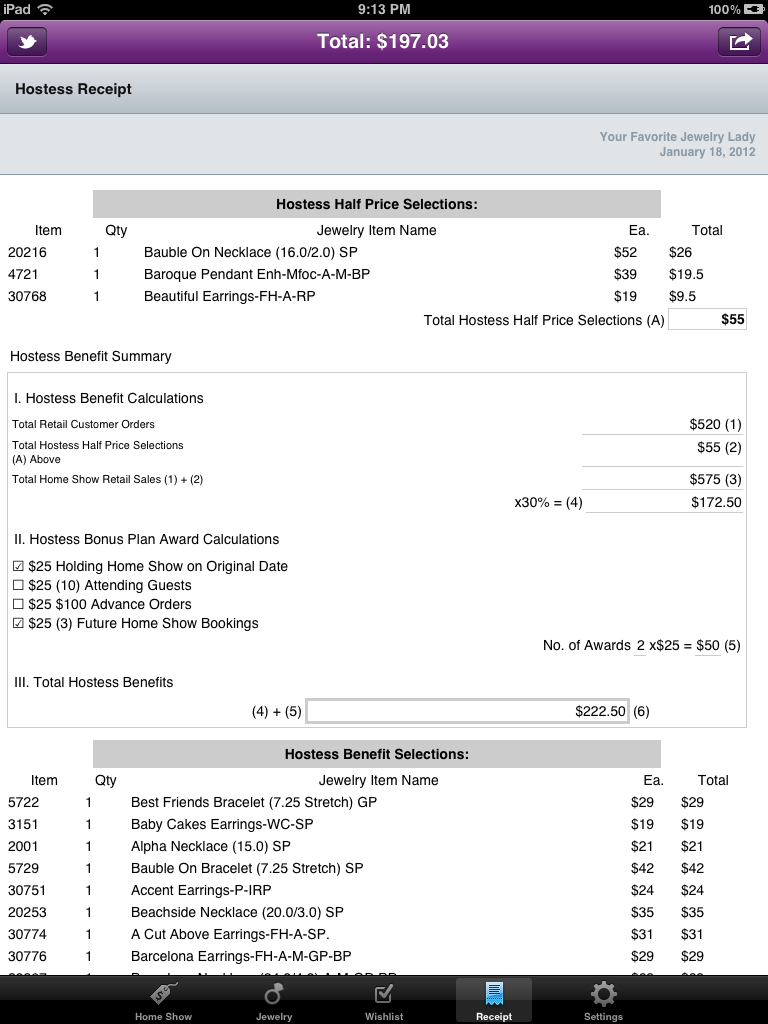 iPad 9:13 PM 100%
Total: $197.03
Hostess Receipt
Your Favorite Jewelry Lady
January 18, 2012
Hostess Half Price Selections:
Item Qty Jewelry Item Name Ea. Total
20216 1 Bauble On Necklace (16.0/2.0) SP $52 $26
4721 1 Baroque Pendant Enh-Mfoc-A-M-BP $39 $19.5
30768 1 Beautiful Earrings-FH-A-RP $19 $9.5
Total Hostess Half Price Selections (A) $55
Hostess Benefit Summary
I. Hostess Benefit Calculations
Total Retail Customer Orders $520 (1)
Total Hostess Half Price Selections $55 (2)
(A) Above
Total Home Show Retail Sales (1) + (2) $575 (3)
x30% = (4) $172.50
II. Hostess Bonus Plan Award Calculations
☑ $25 Holding Home Show on Original Date
☐ $25 (10) Attending Guests
☐ $25 $100 Advance Orders
☑ $25 (3) Future Home Show Bookings
No. of Awards 2 x$25 = $50 (5)
III. Total Hostess Benefits
(4) + (5) $222.50 (6)
Hostess Benefit Selections:
Item Qty Jewelry Item Name Ea. Total
5722 1 Best Friends Bracelet (7.25 Stretch) GP $29 $29
3151 1 Baby Cakes Earrings-WC-SP $19 $19
2001 1 Alpha Necklace (15.0) SP $21 $21
5729 1 Bauble On Bracelet (7.25 Stretch) SP $42 $42
30751 1 Accent Earrings-P-IRP $24 $24
20253 1 Beachside Necklace (20.0/3.0) SP $35 $35
30774 1 A Cut Above Earrings-FH-A-SP. $31 $31
30776 1 Barcelona Earrings-FH-A-M-GP-BP $29 $29
Home Show Jewelry Wishlist Receipt Settings